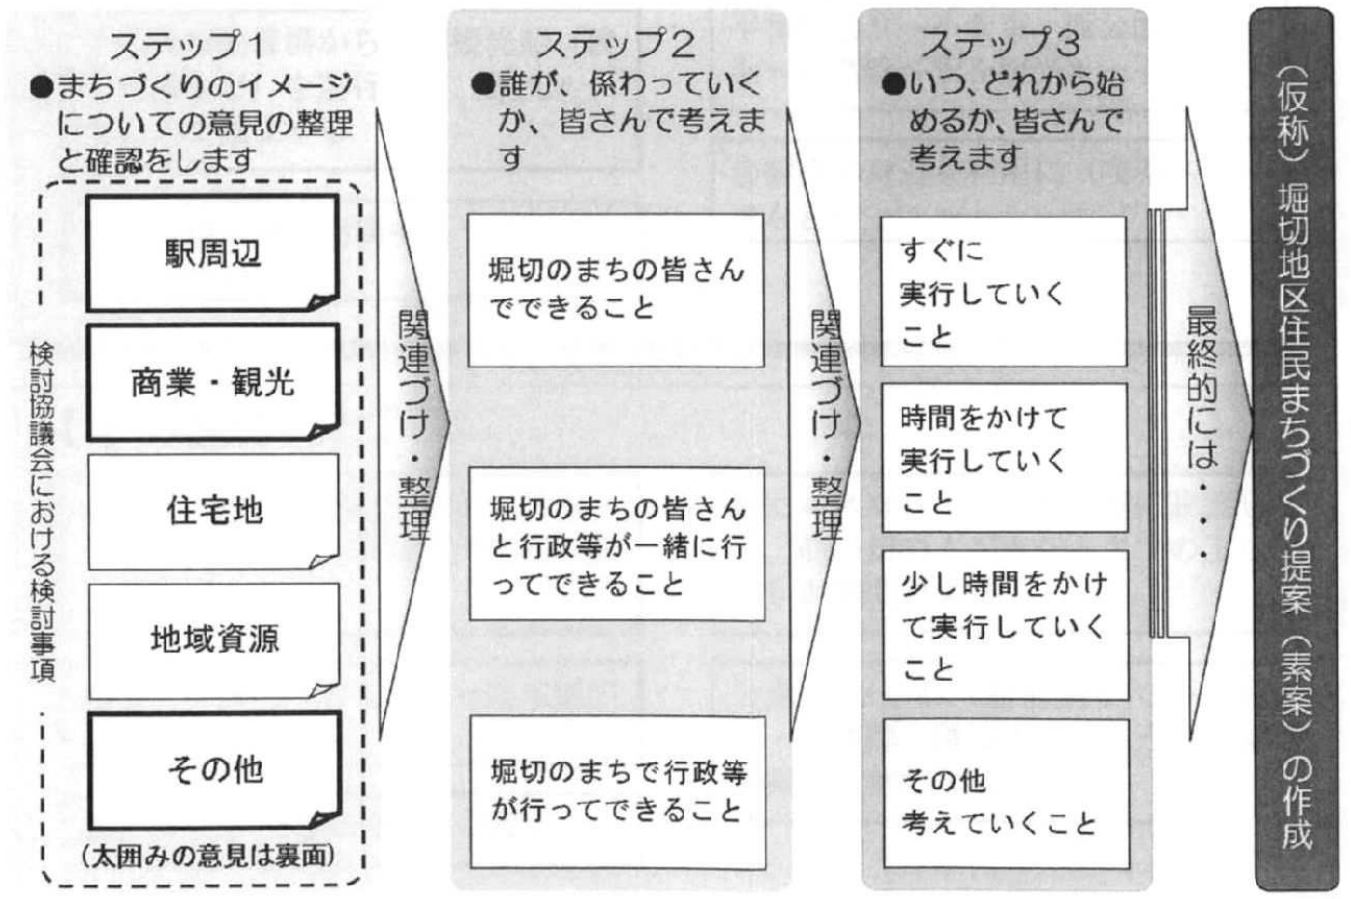 ステップ1
●まちづくりのイメージ
についての意見の整理
と確認をします
検討協議会における検討事項
駅周辺
商業・観光
住宅地
地域資源
その他
(太囲みの意見は裏面)
関連づけ・整理
ステップ2
●誰が、係わっていく
か、皆さんで考えま
す
堀切のまちの皆さん
でできること
堀切のまちの皆さん
と行政等が一緒に行
ってできること
堀切のまちで行政等
が行ってできること
関連づけ・整理
ステップ3
●いつ、どれから始
めるか、皆さんで
考えます
すぐに
実行していく
こと
時間をかけて
実行していく
こと
少し時間をかけ
て実行していく
こと
その他
考えていくこと
最終的には・・・
(仮称)堀切地区住民まちづくり提案(素案)の作成